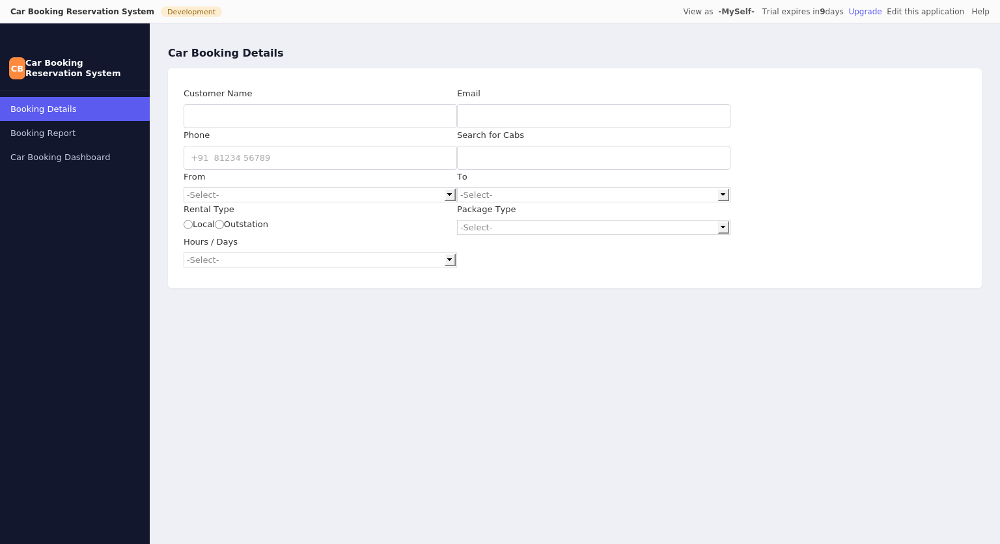 Car Booking Reservation System Development View as -MySelf- Trial expires in9days Upgrade Edit this application Help
CB Car Booking
Reservation System
Booking Details
Booking Report
Car Booking Dashboard
Car Booking Details
Customer Name Email
Phone Search for Cabs
+91 81234 56789
From To
-Select- -Select-
Rental Type Package Type
Local Outstation -Select-
Hours / Days
-Select-